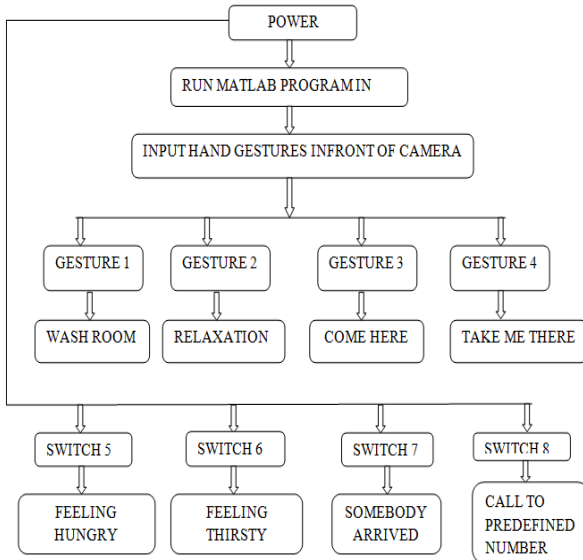 POWER
RUN MATLAB PROGRAM IN
INPUT HAND GESTURES INFRONT OF CAMERA
GESTURE 1
GESTURE 2
GESTURE 3
GESTURE 4
WASH ROOM
RELAXATION
COME HERE
TAKE ME THERE
SWITCH 5
SWITCH 6
SWITCH 7
SWITCH 8
FEELING
HUNGRY
FEELING
THIRSTY
SOMEBODY
ARRIVED
CALL TO
PREDEFINED
NUMBER